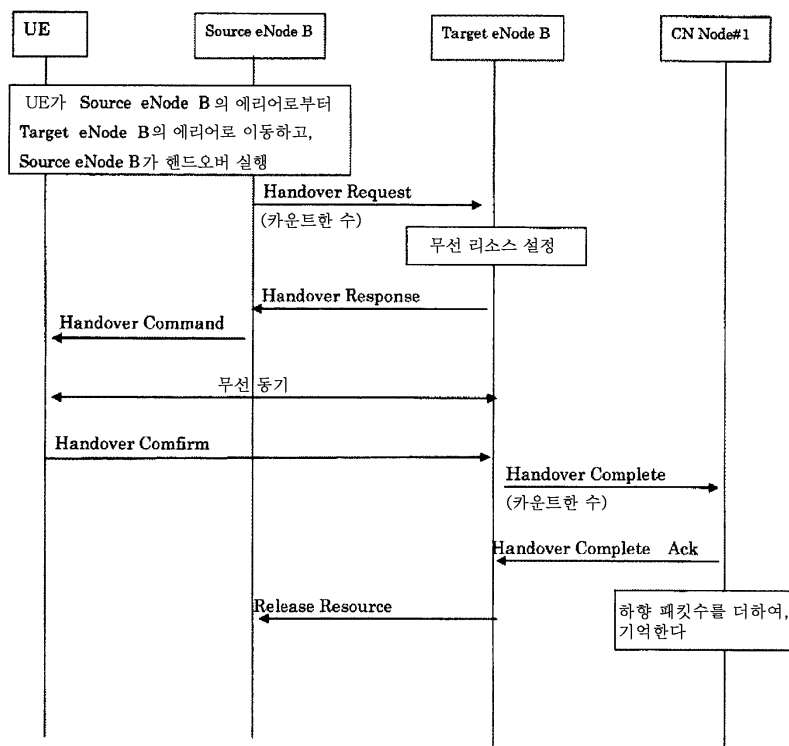 UE
Source eNode B
Target eNode B
CN Node#1
UE가 Source eNode B의 에리어로부터
Target eNode B의 에리어로 이동하고,
Source eNode B가 핸드오버 실행
Handover Request
(카운트한 수)
무선 리소스 설정
Handover Response
Handover Command
무선 동기
Handover Comfirm
Handover Complete
(카운트한 수)
Handover Complete Ack
Release Resource
하향 패킷수를 더하여,
기억한다